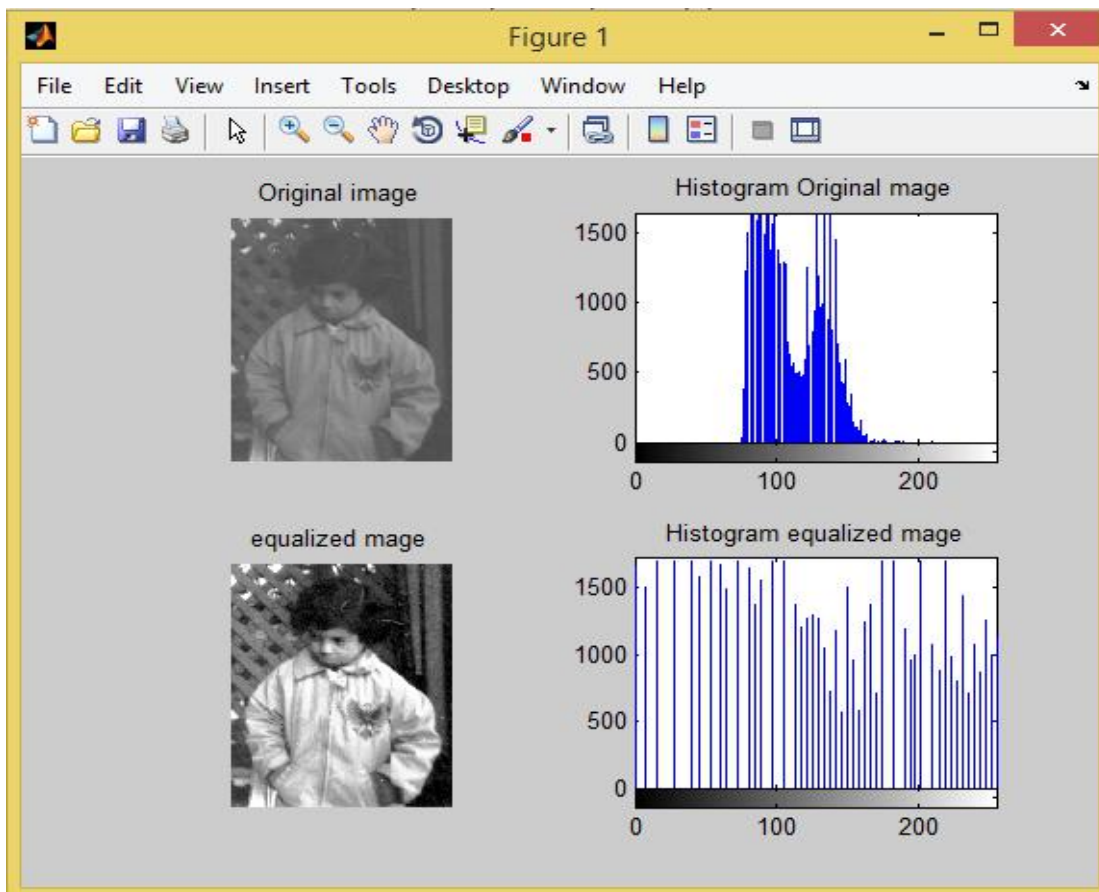 Figure 1
File Edit View Insert Tools Desktop Window Help
Original image
Histogram Original mage
1500
1000
500
0
0 100 200
equalized mage
Histogram equalized mage
1500
1000
500
0
0 100 200